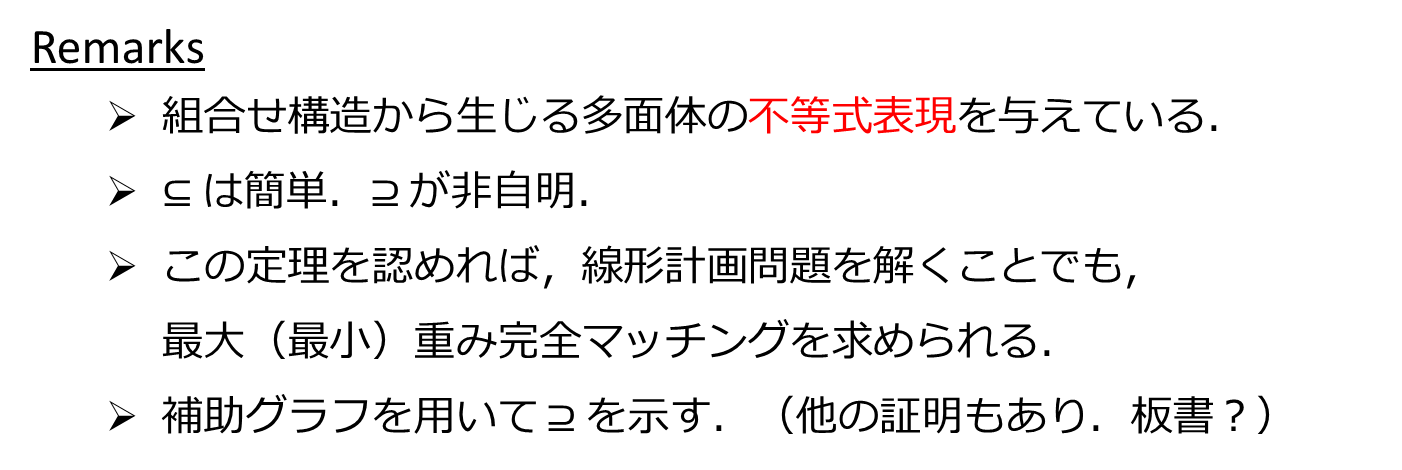 Remarks
➢ 組合せ構造から生じる多面体の不等式表現を与えている．
➢ ⊆ は簡単．⊇ が非自明．
➢ この定理を認めれば，線形計画問題を解くことでも，
最大（最小）重み完全マッチングを求められる．
➢ 補助グラフを用いて ⊇ を示す．（他の証明もあり．板書？）